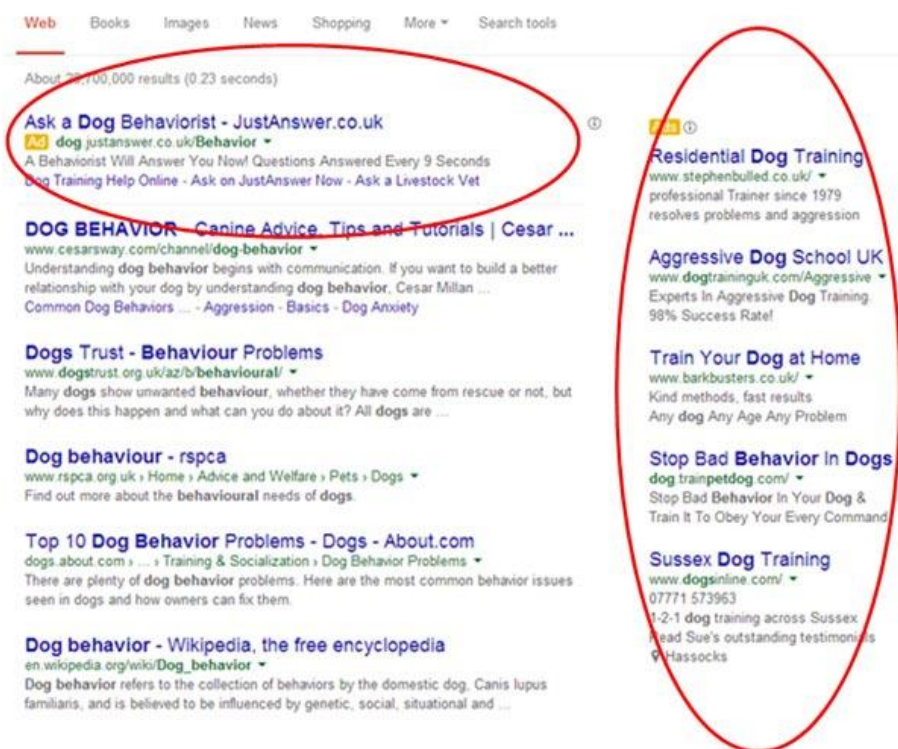 Web Books Images News Shopping More Search tools
About 29,700,000 results (0.23 seconds)
Ask a Dog Behaviorist - JustAnswer.co.uk
Ad dog.justanswer.co.uk/Behavior
A Behaviorist Will Answer You Now! Questions Answered Every 9 Seconds
Dog Training Help Online - Ask on JustAnswer Now - Ask a Livestock Vet
DOG BEHAVIOR - Canine Advice, Tips and Tutorials | Cesar ...
www.cesarsway.com/channel/dog-behavior
Understanding dog behavior begins with communication. If you want to build a better
relationship with your dog by understanding dog behavior, Cesar Millan ...
Common Dog Behaviors ... - Aggression - Basics - Dog Anxiety
Dogs Trust - Behaviour Problems
www.dogstrust.org.uk/az/b/behavioural/
Many dogs show unwanted behaviour, whether they have come from rescue or not, but
why does this happen and what can you do about it? All dogs are ...
Dog behaviour - rspca
www.rspca.org.uk › Home › Advice and Welfare › Pets › Dogs
Find out more about the behavioural needs of dogs.
Top 10 Dog Behavior Problems - Dogs - About.com
dogs.about.com › ... › Training & Socialization › Dog Behavior Problems
There are plenty of dog behavior problems. Here are the most common behavior issues
seen in dogs and how owners can fix them.
Dog behavior - Wikipedia, the free encyclopedia
en.wikipedia.org/wiki/Dog_behavior
Dog behavior refers to the collection of behaviors by the domestic dog, Canis lupus
familiaris, and is believed to be influenced by genetic, social, situational and ...
Ads
Residential Dog Training
www.stephenbulled.co.uk/
professional Trainer since 1979
resolves problems and aggression
Aggressive Dog School UK
www.dogtraininguk.com/Aggressive
Experts In Aggressive Dog Training.
98% Success Rate!
Train Your Dog at Home
www.barkbusters.co.uk/
Kind methods, fast results
Any dog Any Age Any Problem
Stop Bad Behavior In Dogs
dog.trainpetdog.com/
Stop Bad Behavior In Your Dog &
Train It To Obey Your Every Command
Sussex Dog Training
www.dogsinline.com/
07771 573963
1-2-1 dog training across Sussex
Read Sue's outstanding testimonials
Hassocks